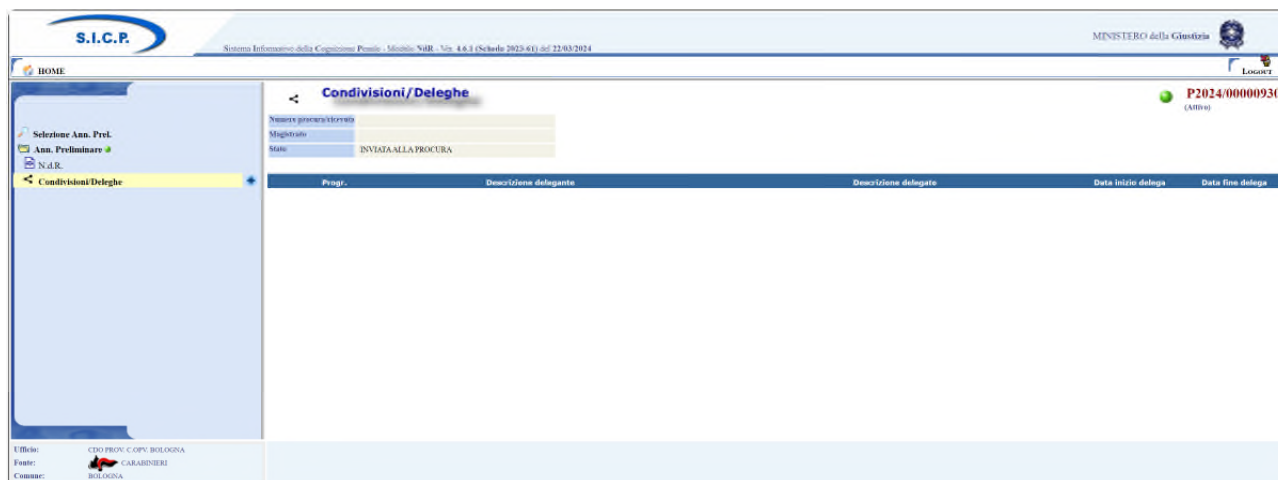 S.I.C.P.
Sistema Informativo della Cognizione Penale - Modulo NdR - Ver. 4.6.1 (Schede 2023-61) del 22/03/2024
MINISTERO della Giustizia
HOME
LOGOUT
Condivisioni/Deleghe
P2024/00000930
(Attivo)
Numero procura/ricevuta
Magistrato
Stato INVIATA ALLA PROCURA
Selezione Ann. Prel.
Ann. Preliminare
N.d.R.
Condivisioni/Deleghe
Progr. Descrizione delegante Descrizione delegato Data inizio delega Data fine delega
Ufficio: CDO PROV. C.OPV. BOLOGNA
Fonte: CARABINIERI
Comune: BOLOGNA